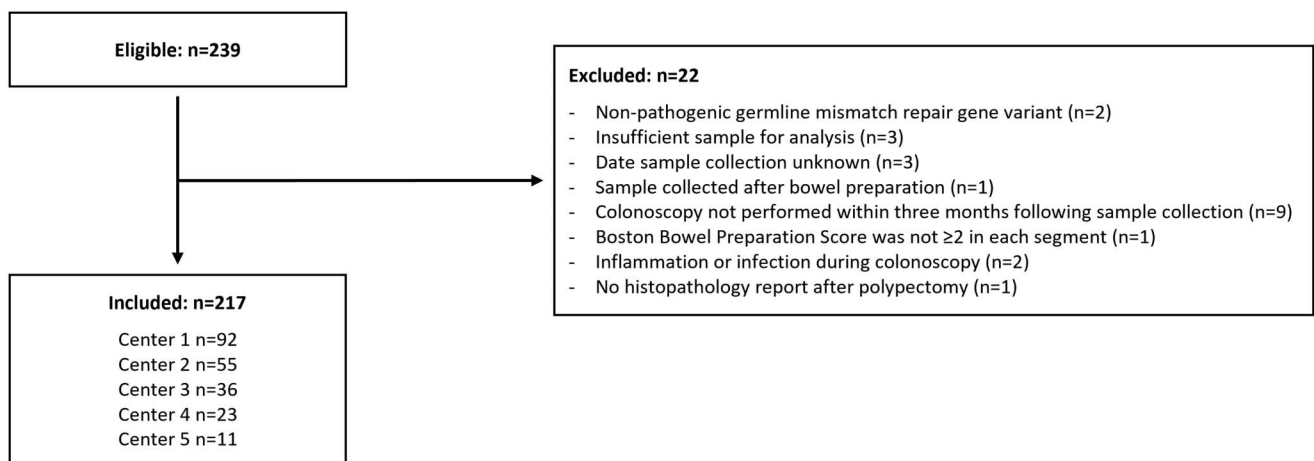 Eligible: n=239
Excluded: n=22
- Non-pathogenic germline mismatch repair gene variant (n=2)
- Insufficient sample for analysis (n=3)
- Date sample collection unknown (n=3)
- Sample collected after bowel preparation (n=1)
- Colonoscopy not performed within three months following sample collection (n=9)
- Boston Bowel Preparation Score was not ≥2 in each segment (n=1)
- Inflammation or infection during colonoscopy (n=2)
- No histopathology report after polypectomy (n=1)
Included: n=217
Center 1 n=92
Center 2 n=55
Center 3 n=36
Center 4 n=23
Center 5 n=11